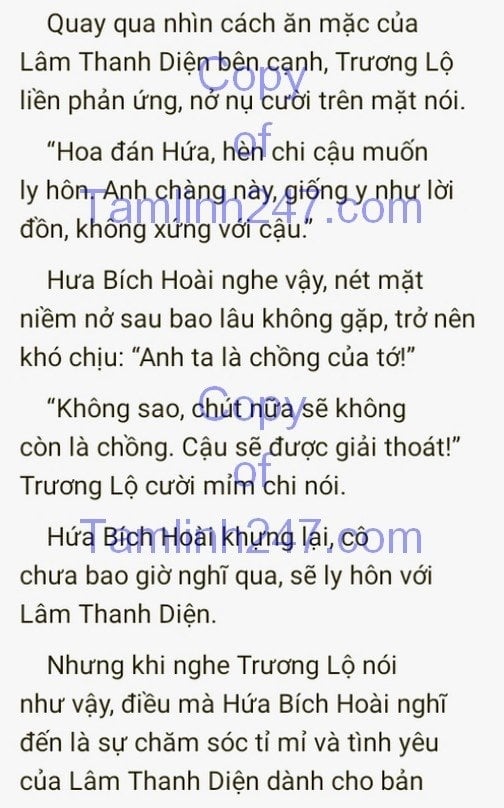 Quay qua nhìn cách ăn mặc của
Lâm Thanh Diện bên cạnh, Trương Lộ
liền phản ứng, nở nụ cười trên mặt nói.
“Hoa đán Hứa, hèn chi cậu muốn
ly hôn. Anh chàng này, giống y như lời
đồn, không xứng với cậu.”
Hưa Bích Hoài nghe vậy, nét mặt
niềm nở sau bao lâu không gặp, trở nên
khó chịu: “Anh ta là chồng của tớ!”
“Không sao, chút nữa sẽ không
còn là chồng. Cậu sẽ được giải thoát!”
Trương Lộ cười mỉm chi nói.
Hứa Bích Hoài khựng lại, cô
chưa bao giờ nghĩ qua, sẽ ly hôn với
Lâm Thanh Diện.
Nhưng khi nghe Trương Lộ nói
như vậy, điều mà Hứa Bích Hoài nghĩ
đến là sự chăm sóc tỉ mỉ và tình yêu
của Lâm Thanh Diện dành cho bản
Copy
of
Tamlinh247.com
Copy
of
Tamlinh247.com